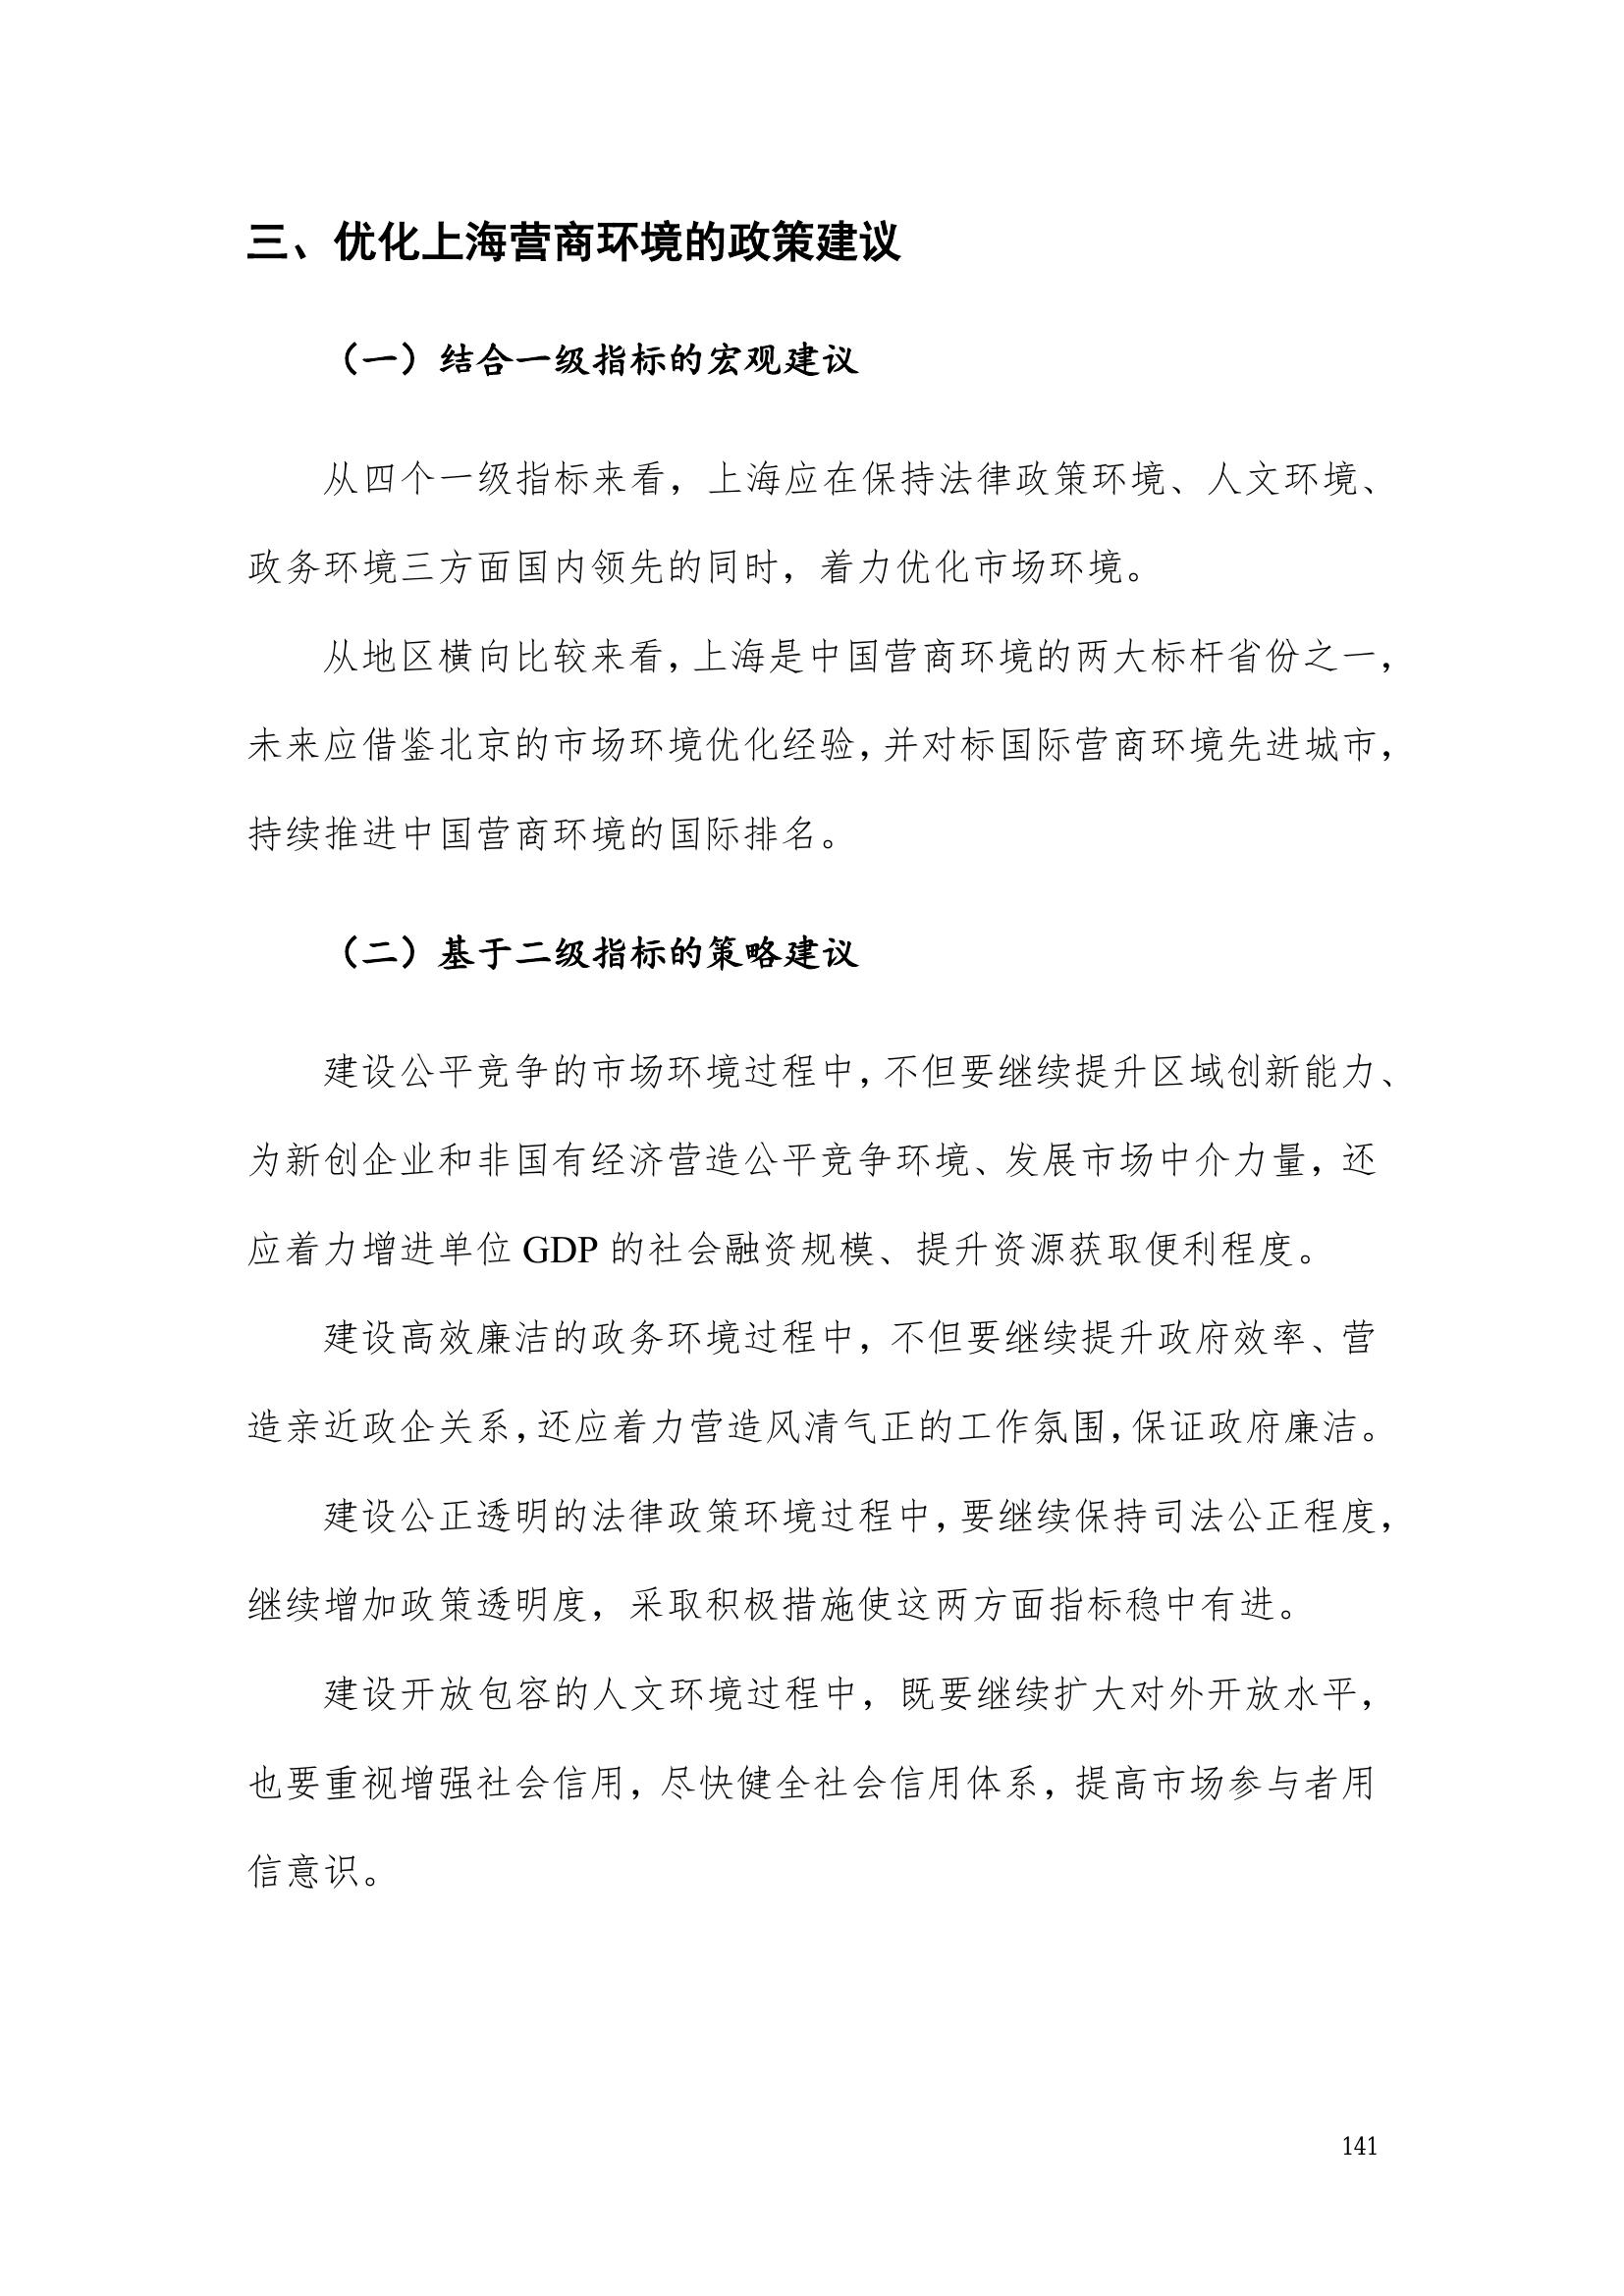 三、优化上海营商环境的政策建议
（一）结合一级指标的宏观建议
从四个一级指标来看，上海应在保持法律政策环境、人文环境、
政务环境三方面国内领先的同时，着力优化市场环境。
从地区横向比较来看，上海是中国营商环境的两大标杆省份之一，
未来应借鉴北京的市场环境优化经验，并对标国际营商环境先进城市，
持续推进中国营商环境的国际排名。
（二）基于二级指标的策略建议
建设公平竞争的市场环境过程中，不但要继续提升区域创新能力、
为新创企业和非国有经济营造公平竞争环境、发展市场中介力量，还
应着力增进单位 GDP 的社会融资规模、提升资源获取便利程度。
建设高效廉洁的政务环境过程中，不但要继续提升政府效率、营
造亲近政企关系，还应着力营造风清气正的工作氛围，保证政府廉洁。
建设公正透明的法律政策环境过程中，要继续保持司法公正程度，
继续增加政策透明度，采取积极措施使这两方面指标稳中有进。
建设开放包容的人文环境过程中，既要继续扩大对外开放水平，
也要重视增强社会信用，尽快健全社会信用体系，提高市场参与者用
信意识。
141